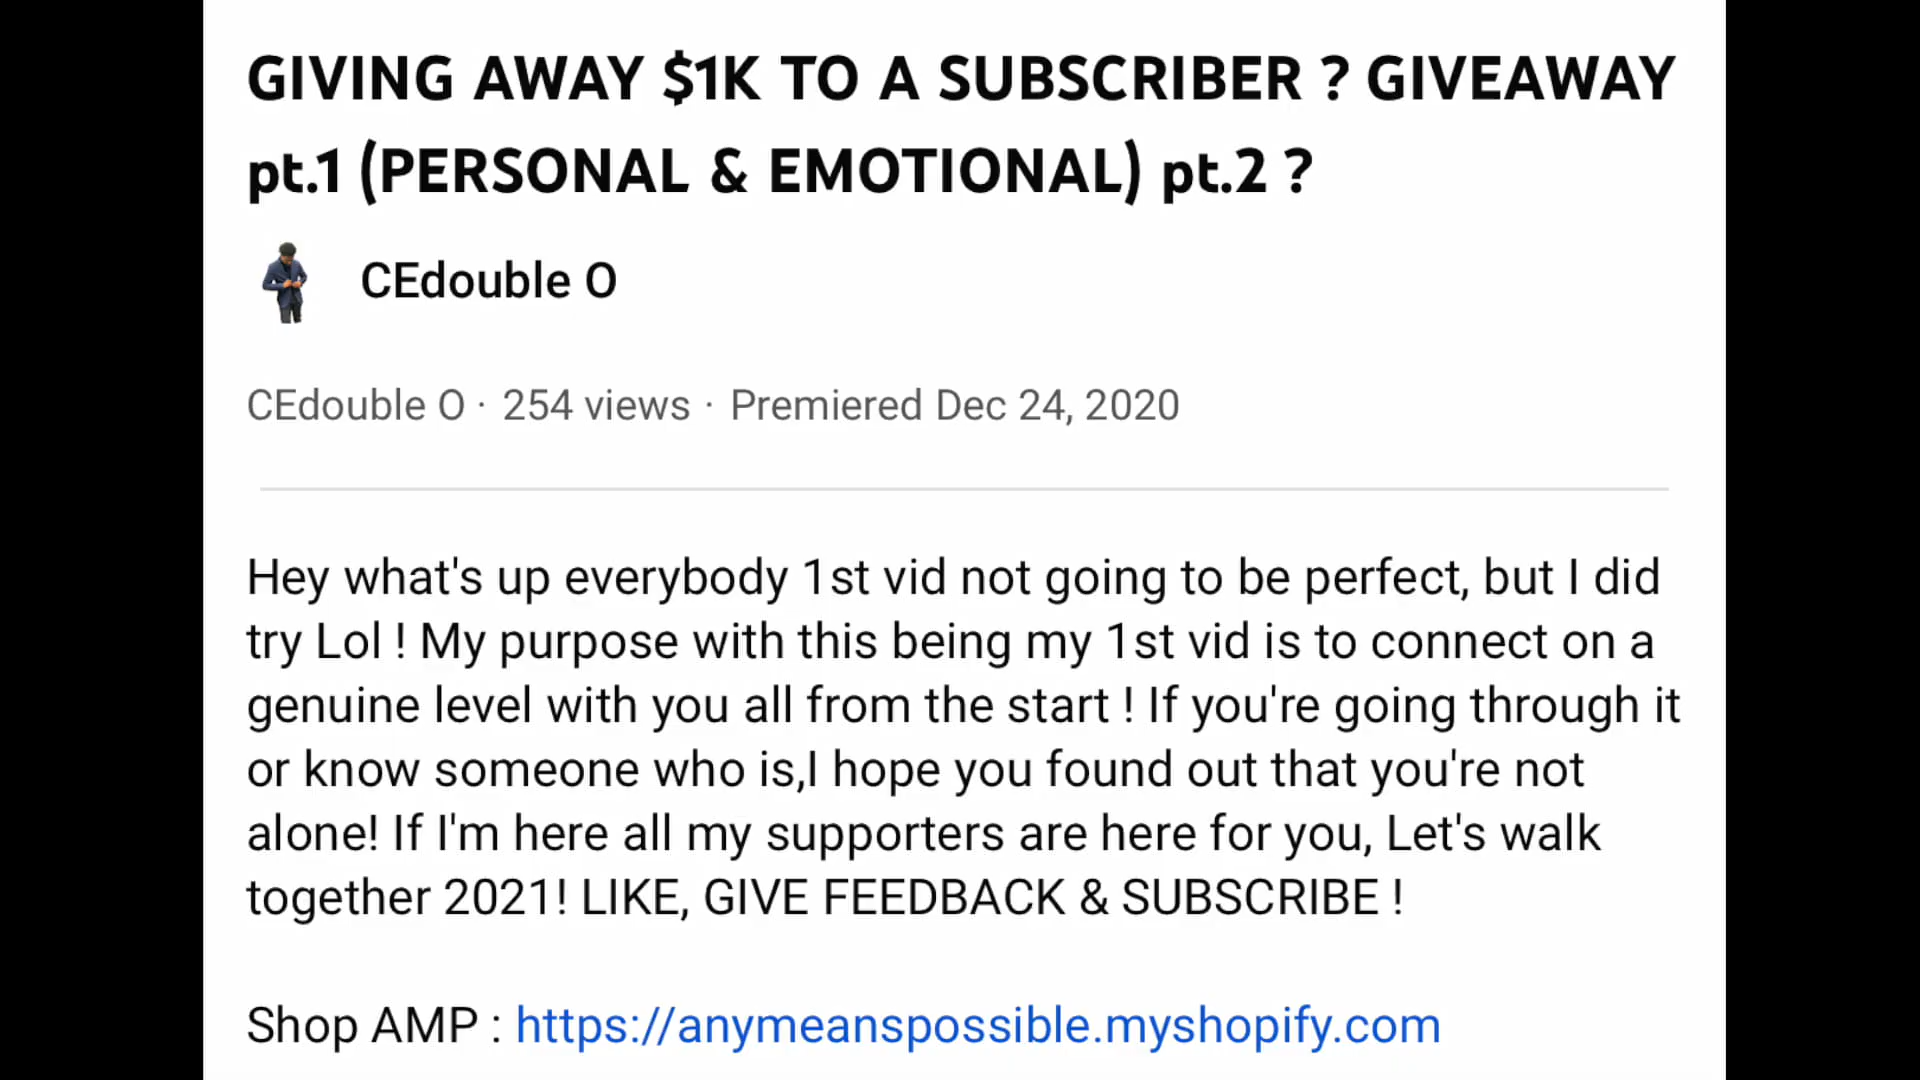 GIVING AWAY $1K TO A SUBSCRIBER ? GIVEAWAY
pt.1 (PERSONAL & EMOTIONAL) pt.2 ?
CEdouble O
CEdouble O · 254 views · Premiered Dec 24, 2020
Hey what's up everybody 1st vid not going to be perfect, but I did
try Lol ! My purpose with this being my 1st vid is to connect on a
genuine level with you all from the start ! If you're going through it
or know someone who is,I hope you found out that you're not
alone! If I'm here all my supporters are here for you, Let's walk
together 2021! LIKE, GIVE FEEDBACK & SUBSCRIBE !
Shop AMP : https://anymeanspossible.myshopify.com